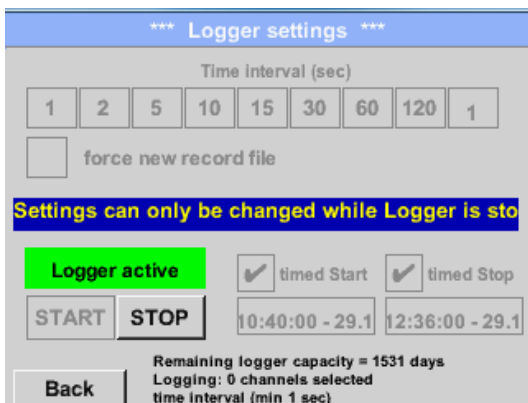 *** Logger settings ***
Time interval (sec)
1 2 5 10 15 30 60 120 1
force new record file
Settings can only be changed while Logger is sto
Logger active
timed Start
timed Stop
START STOP
10:40:00 - 29.1
12:36:00 - 29.1
Remaining logger capacity = 1531 days
Logging: 0 channels selected
time interval (min 1 sec)
Back